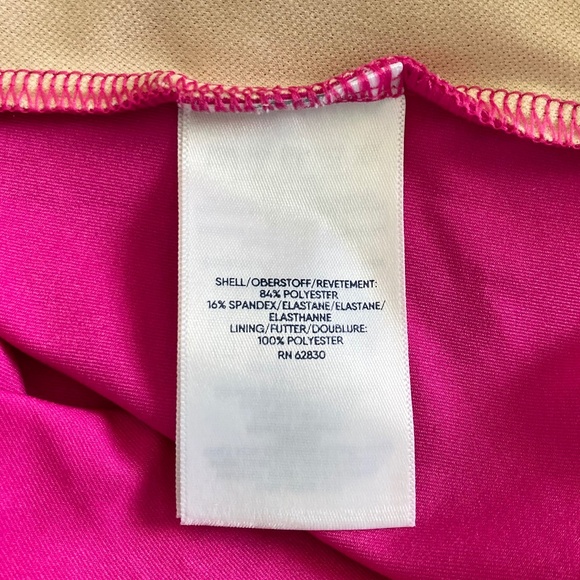 SHELL/OBERSTOFF/REVETEMENT:
84% POLYESTER
16% SPANDEX/ELASTANE/ELASTANE/
ELASTHANNE
LINING/FUTTER/DOUBLURE:
100% POLYESTER
RN 62830